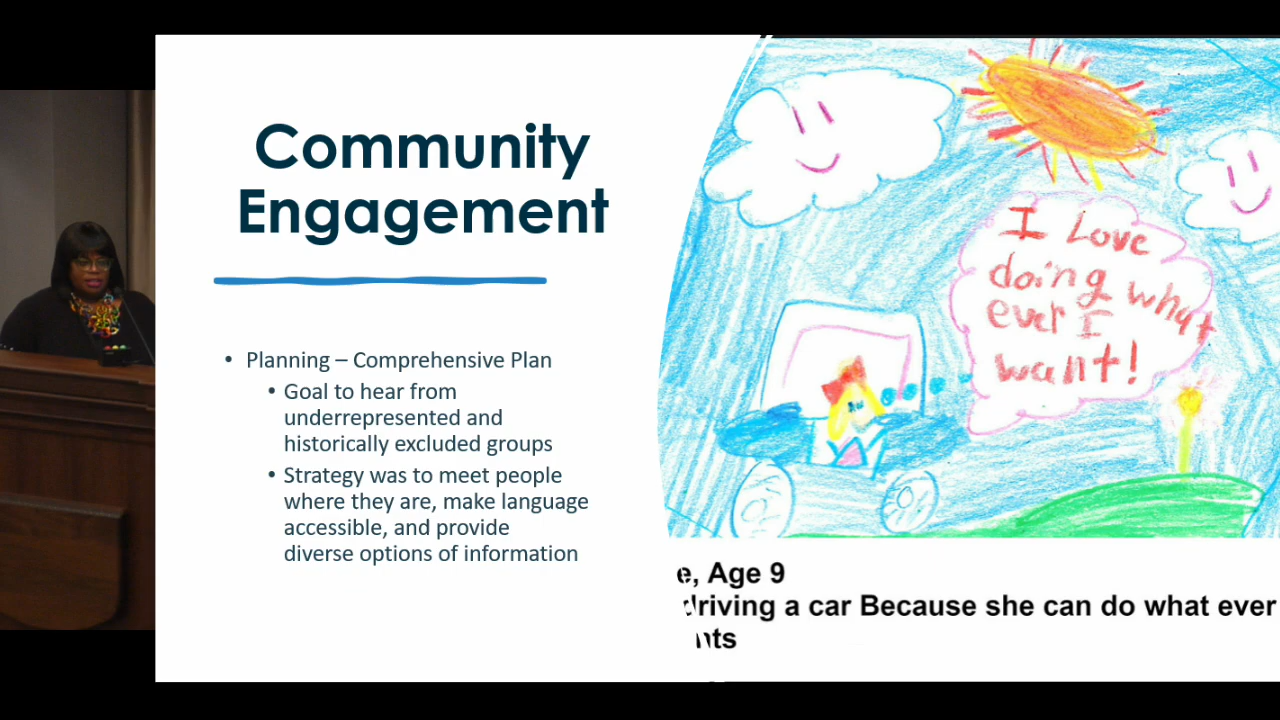 Community
Engagement
• Planning – Comprehensive Plan
• Goal to hear from
underrepresented and
historically excluded groups
• Strategy was to meet people
where they are, make language
accessible, and provide
diverse options of information
I Love
doing what
ever I
want!
e, Age 9
driving a car Because she can do what ever
nts